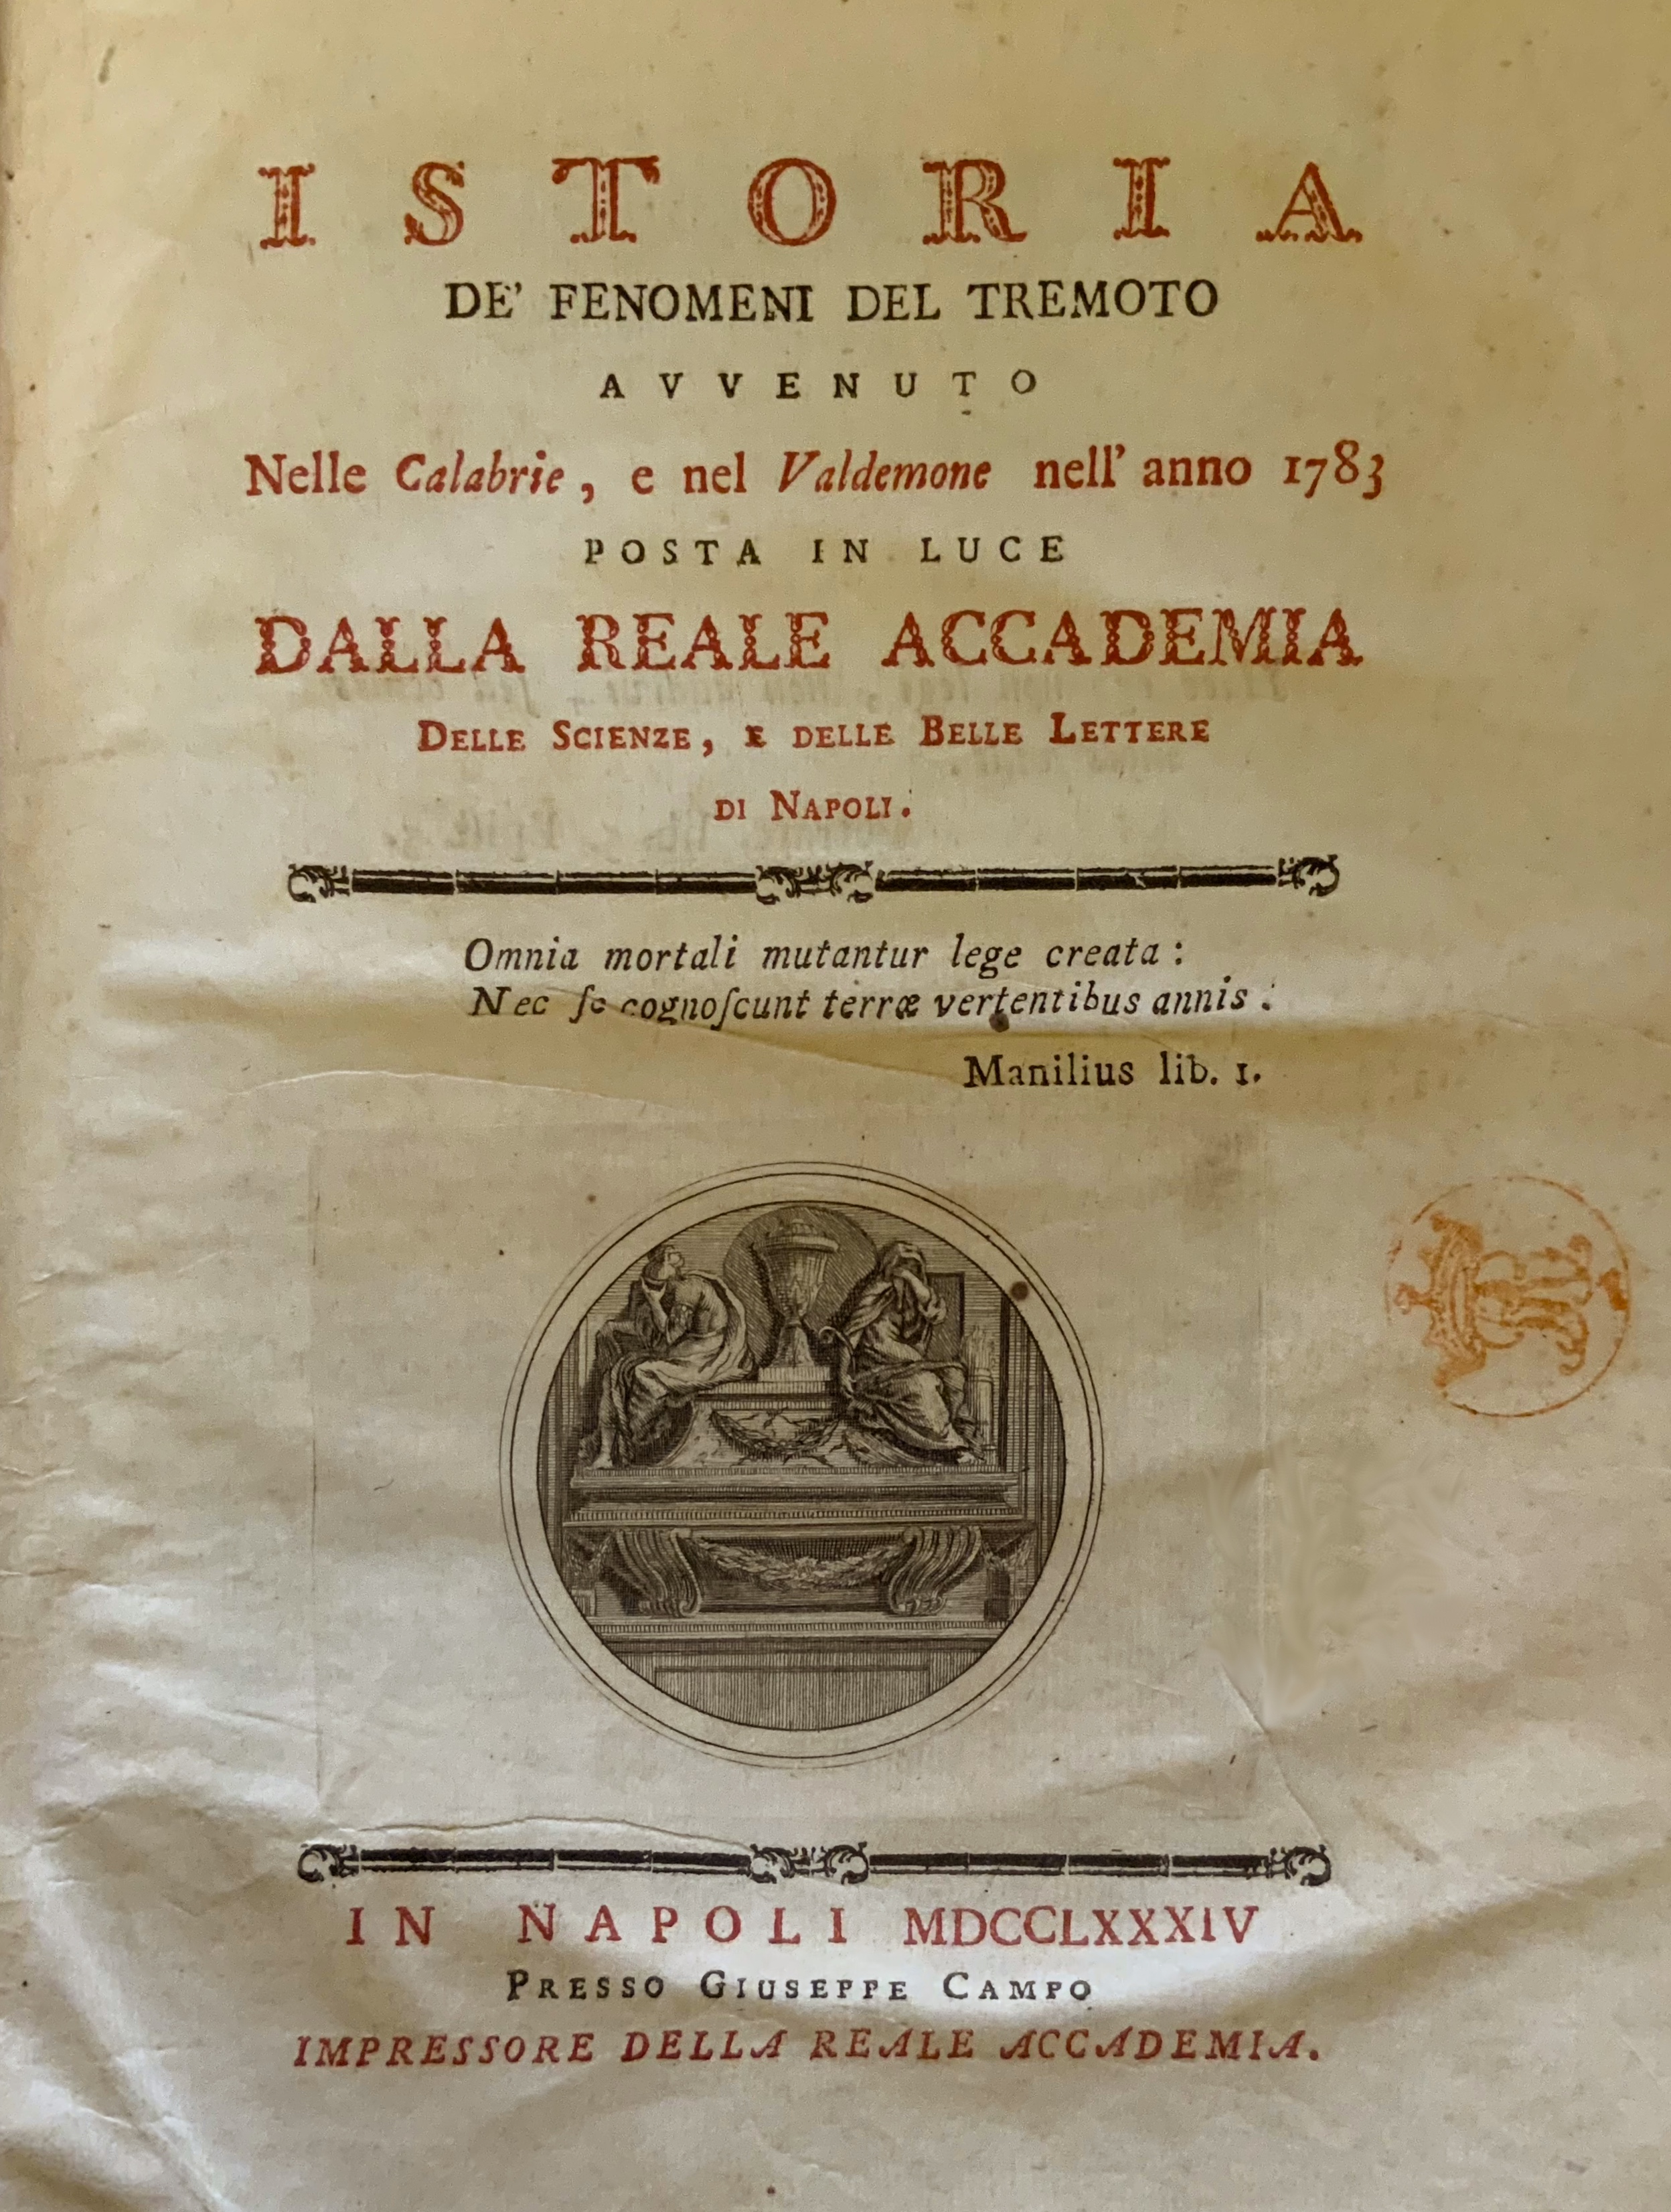 ISTORIA
DE' FENOMENI DEL TREMOTO
AVVENUTO
Nelle Calabrie, e nel Valdemone nell' anno 1783
POSTA IN LUCE
DALLA REALE ACCADEMIA
DELLE SCIENZE, E DELLE BELLE LETTERE
DI NAPOLI.
Omnia mortali mutantur lege creata:
Nec ſe cognoſcunt terræ vertentibus annis.
Manilius lib. 1.
IN NAPOLI MDCCLXXXIV
PRESSO GIUSEPPE CAMPO
IMPRESSORE DELLA REALE ACCADEMIA.